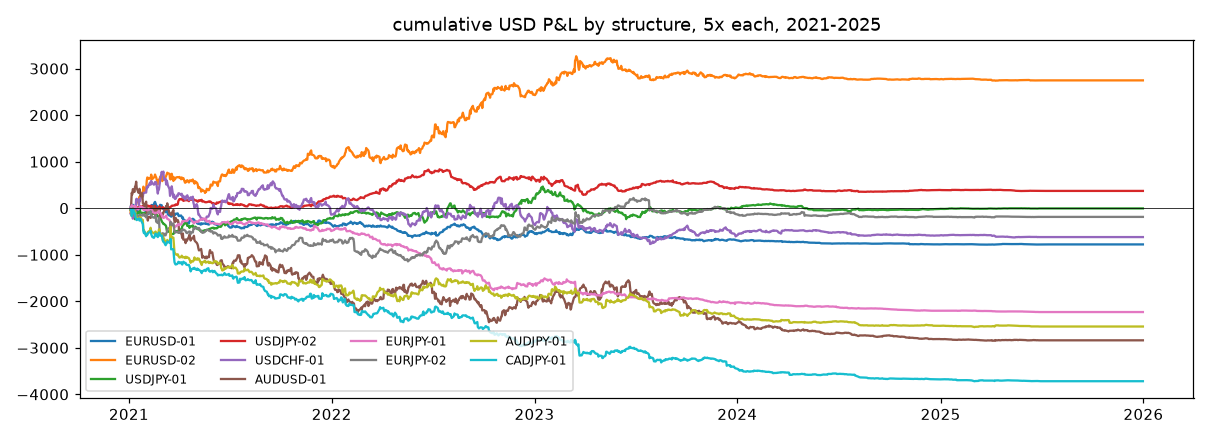 cumulative USD P&L by structure, 5x each, 2021-2025
3000
2000
1000
0
−1000
−2000
−3000
−4000
EURUSD-01 USDJPY-02 EURJPY-01 AUDJPY-01
EURUSD-02 USDCHF-01 EURJPY-02 CADJPY-01
USDJPY-01 AUDUSD-01
2021 2022 2023 2024 2025 2026